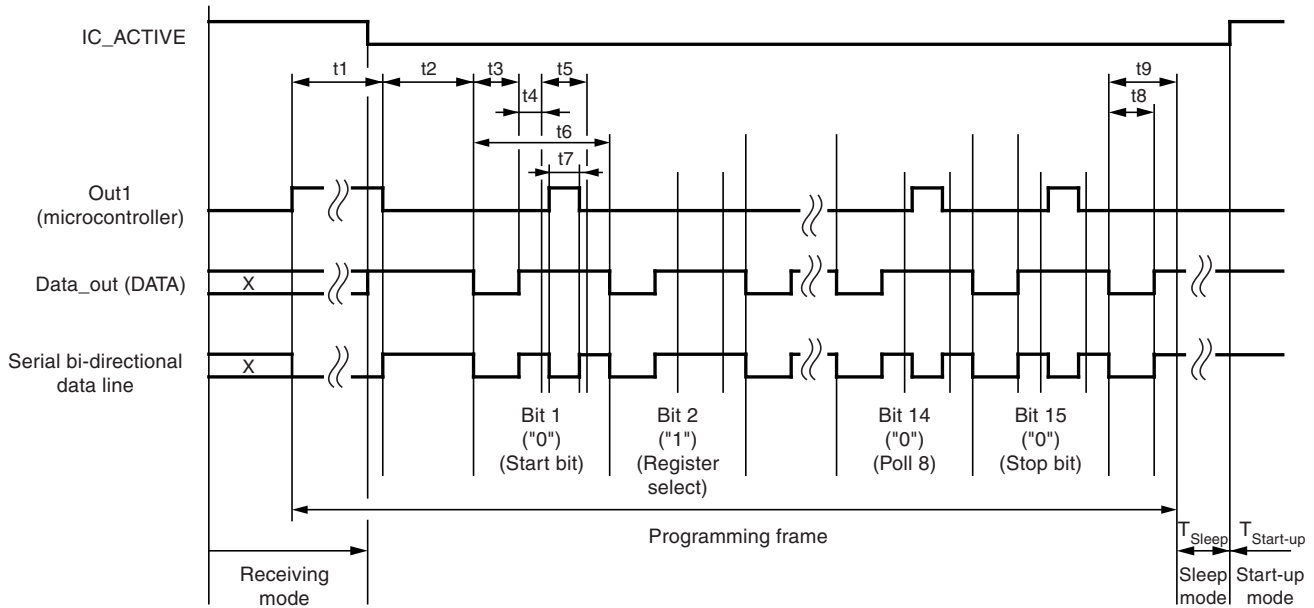 IC_ACTIVE
t1
t2
t3
t5
t9
t4
t8
t6
t7
Out1
(microcontroller)
Data_out (DATA)
X
Serial bi-directional
data line
X
Bit 1
("0")
(Start bit)
Bit 2
("1")
(Register
select)
Bit 14
("0")
(Poll 8)
Bit 15
("0")
(Stop bit)
Programming frame
TSleep
TStart-up
Receiving
mode
Sleep
mode
Start-up
mode